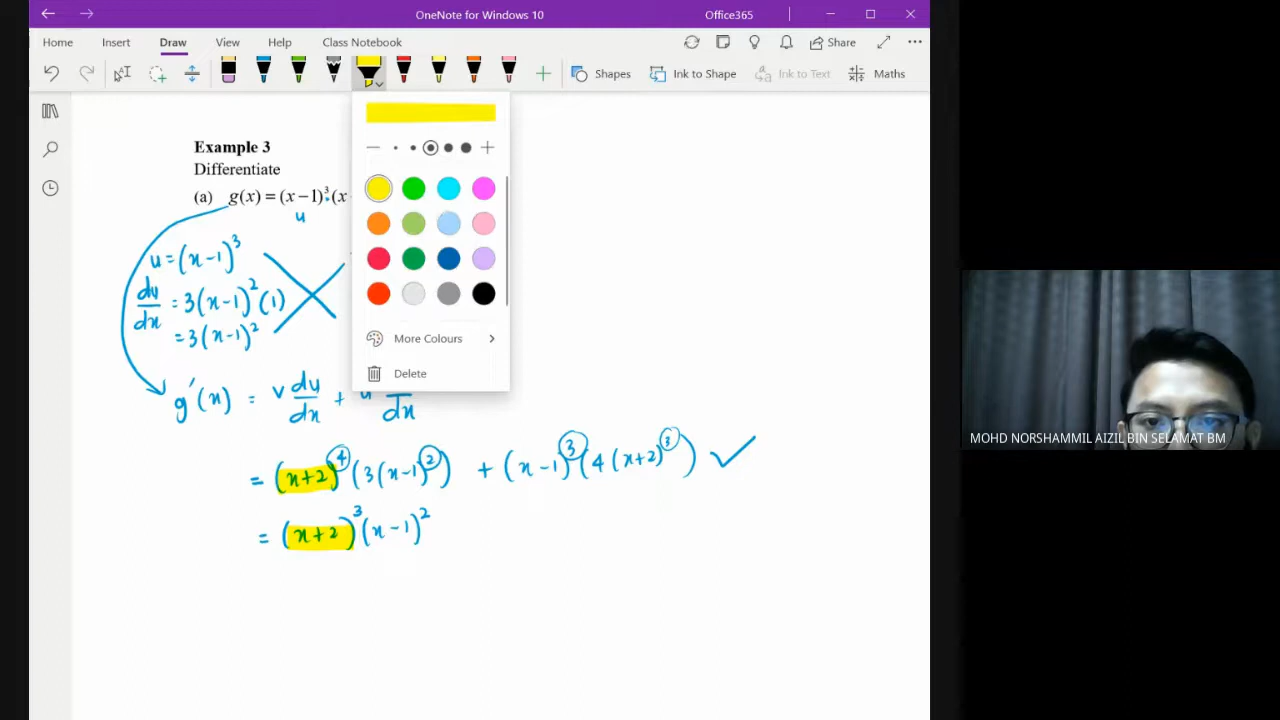 OneNote for Windows 10
Office365
Home Insert Draw View Help Class Notebook Share
Shapes Ink to Shape Ink to Text Maths
Example 3
Differentiate
(a) g(x) = (x−1)³(x
u
u = (x−1)³
du/dx = 3(x−1)²(1)
= 3(x−1)²
More Colours
Delete
g'(x) = v du/dx + u /dx
= (x+2)⁴(3(x−1)²) + (x−1)³(4(x+2)³)
= (x+2)³(x−1)²
MOHD NORSHAMMIL AIZIL BIN SELAMAT BM